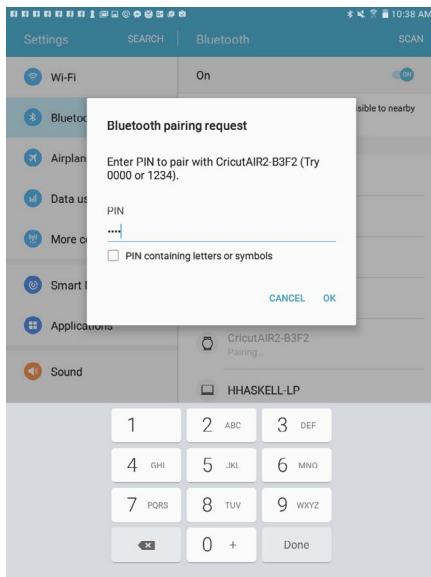 10:38 AM
Settings SEARCH Bluetooth SCAN
Wi-Fi On ON
Bluetoo sible to nearby
Bluetooth pairing request
Airplan
Enter PIN to pair with CricutAIR2-B3F2 (Try
0000 or 1234).
Data us
PIN
••••
More co
PIN containing letters or symbols
Smart
CANCEL OK
Applications
CricutAIR2-B3F2
Pairing...
Sound
HHASKELL-LP
1 2 ABC 3 DEF
4 GHI 5 JKL 6 MNO
7 PQRS 8 TUV 9 WXYZ
0 + Done